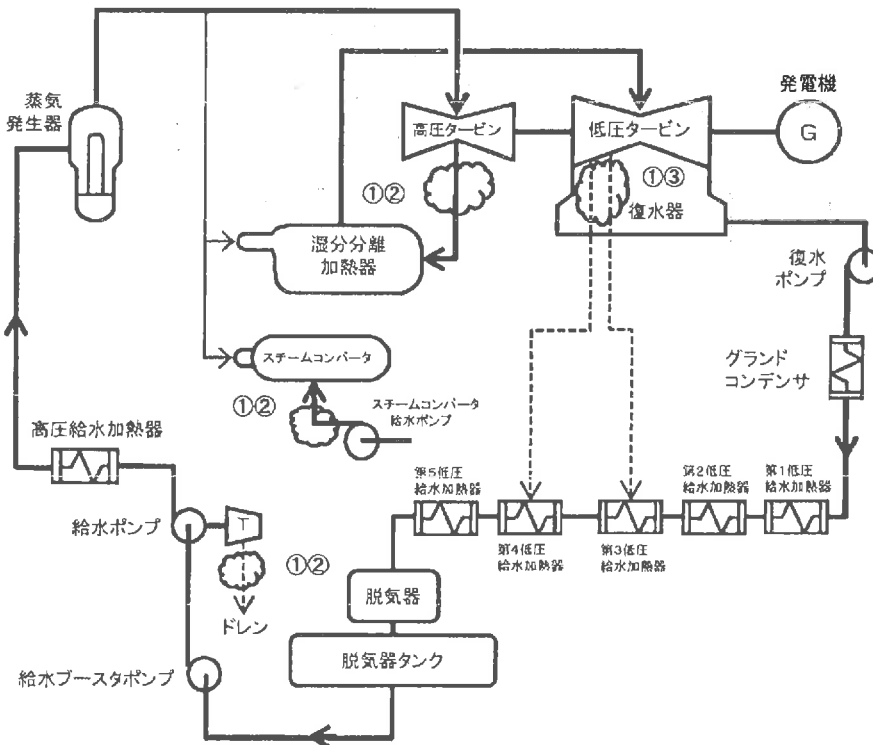 蒸気
発生器
高圧タービン
低圧タービン
発電機
G
①②
①③
復水器
湿分分離
加熱器
復水
ポンプ
スチームコンバータ
グランド
コンデンサ
①②
スチームコンバータ
給水ポンプ
高圧給水加熱器
第5低圧
給水加熱器
第4低圧
給水加熱器
第3低圧
給水加熱器
第2低圧
給水加熱器
第1低圧
給水加熱器
給水ポンプ
T
①②
ドレン
脱気器
脱気器タンク
給水ブースタポンプ